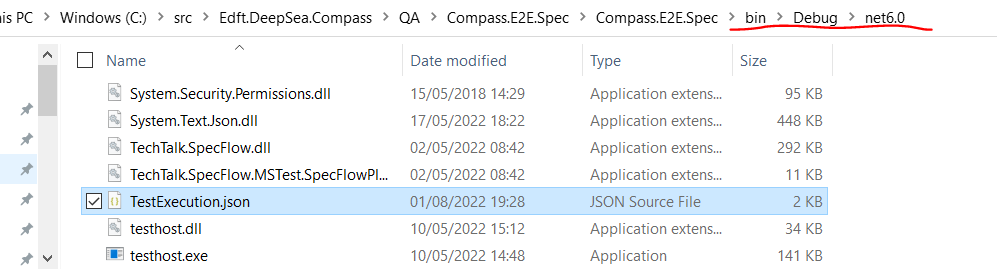 his PC > Windows (C:) > src > Edft.DeepSea.Compass > QA > Compass.E2E.Spec > Compass.E2E.Spec > bin > Debug > net6.0
Name Date modified Type Size
System.Security.Permissions.dll 15/05/2018 14:29 Application extens... 95 KB
System.Text.Json.dll 17/05/2022 18:22 Application extens... 448 KB
TechTalk.SpecFlow.dll 02/05/2022 08:42 Application extens... 292 KB
TechTalk.SpecFlow.MSTest.SpecFlowPl... 02/05/2022 08:42 Application extens... 11 KB
TestExecution.json 01/08/2022 19:28 JSON Source File 2 KB
testhost.dll 10/05/2022 15:12 Application extens... 34 KB
testhost.exe 10/05/2022 14:48 Application 141 KB